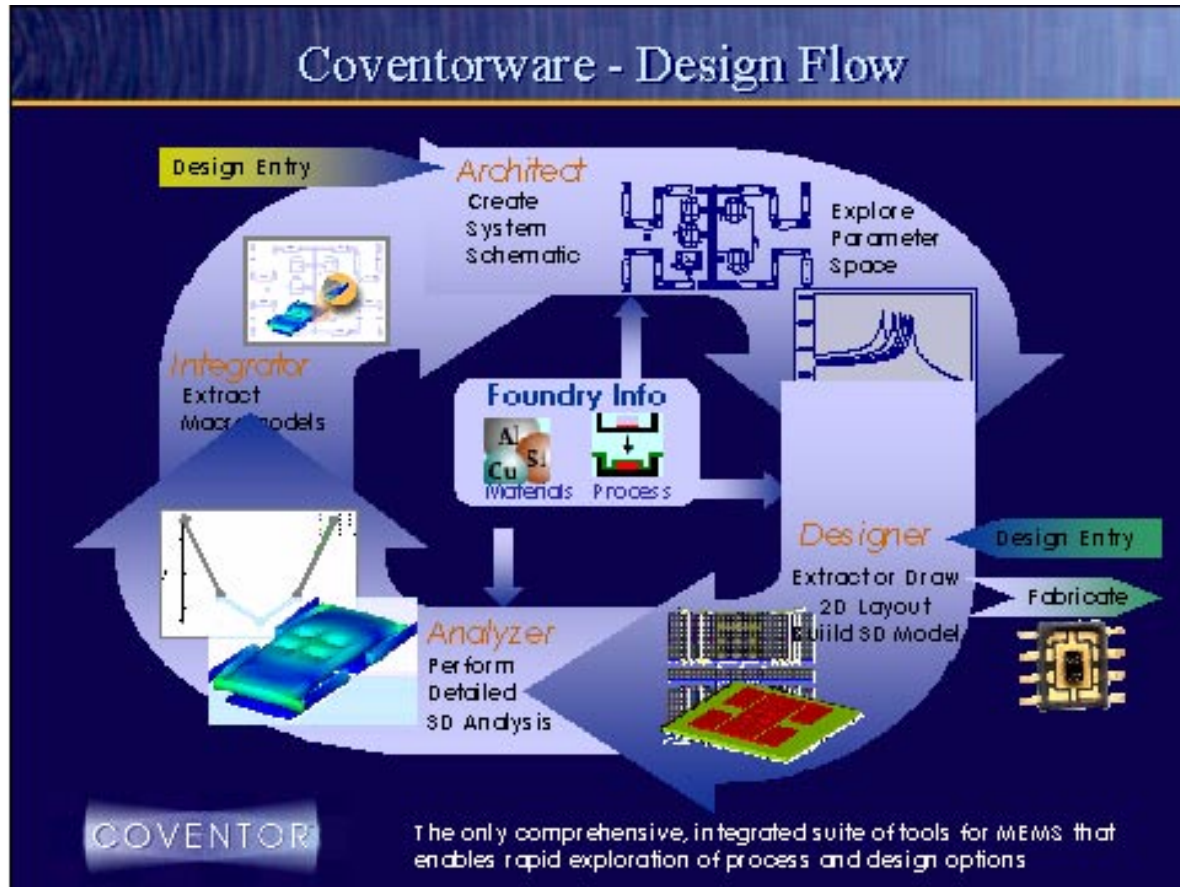 Coventorware - Design Flow
Design Entry
Architect
Create
System
Schematic
Explore
Parameter
Space
Integrator
Extract
Macromodels
Foundry Info
Al
Si
Cu
Materials
Process
Designer
Design Entry
Extract or Draw
2D Layout
Build 3D Model
Fabricate
Analyzer
Perform
Detailed
3D Analysis
COVENTOR
The only comprehensive, integrated suite of tools for MEMS that
enables rapid exploration of process and design options